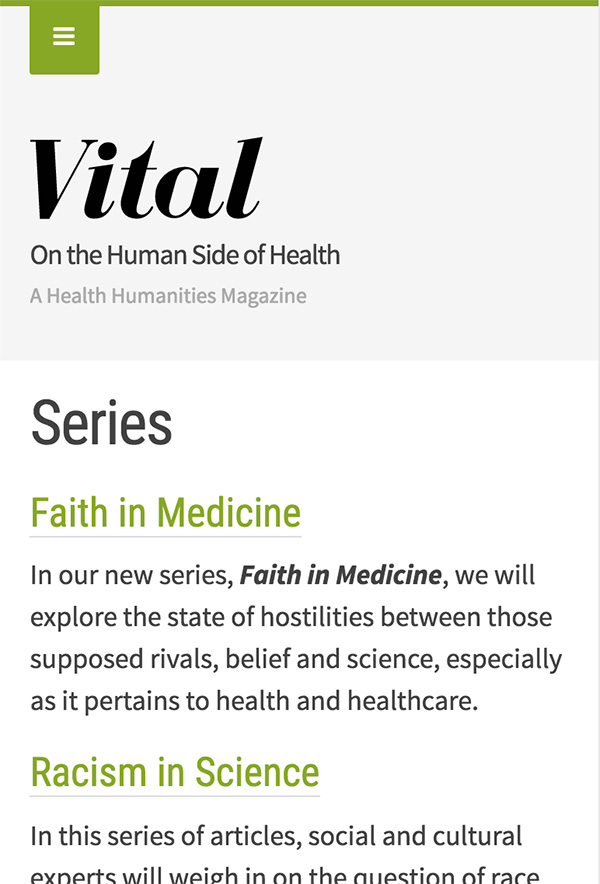 Vital
On the Human Side of Health
A Health Humanities Magazine
Series
Faith in Medicine
In our new series, Faith in Medicine, we will
explore the state of hostilities between those
supposed rivals, belief and science, especially
as it pertains to health and healthcare.
Racism in Science
In this series of articles, social and cultural
experts will weigh in on the question of race